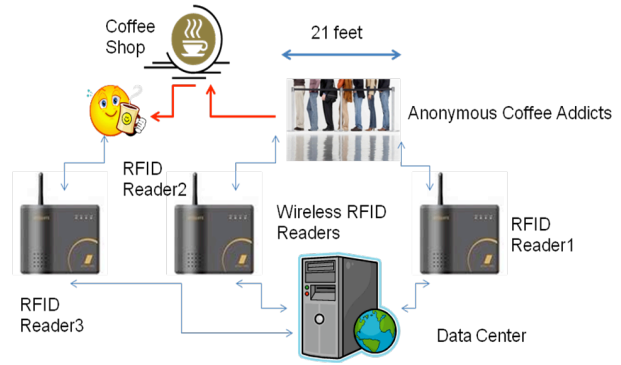 Coffee
Shop
21 feet
Anonymous Coffee Addicts
RFID
Reader2
Wireless RFID
Readers
RFID
Reader1
RFID
Reader3
Data Center